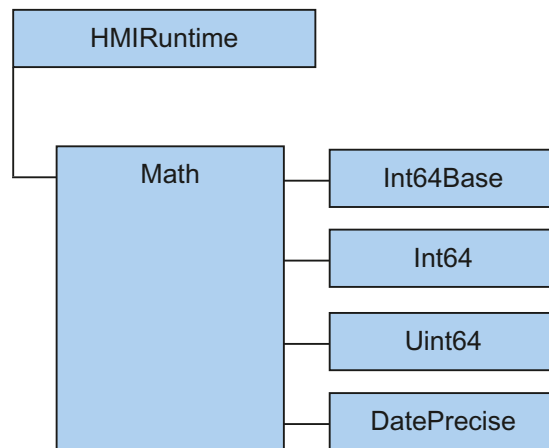 HMIRuntime
Math
Int64Base
Int64
Uint64
DatePrecise